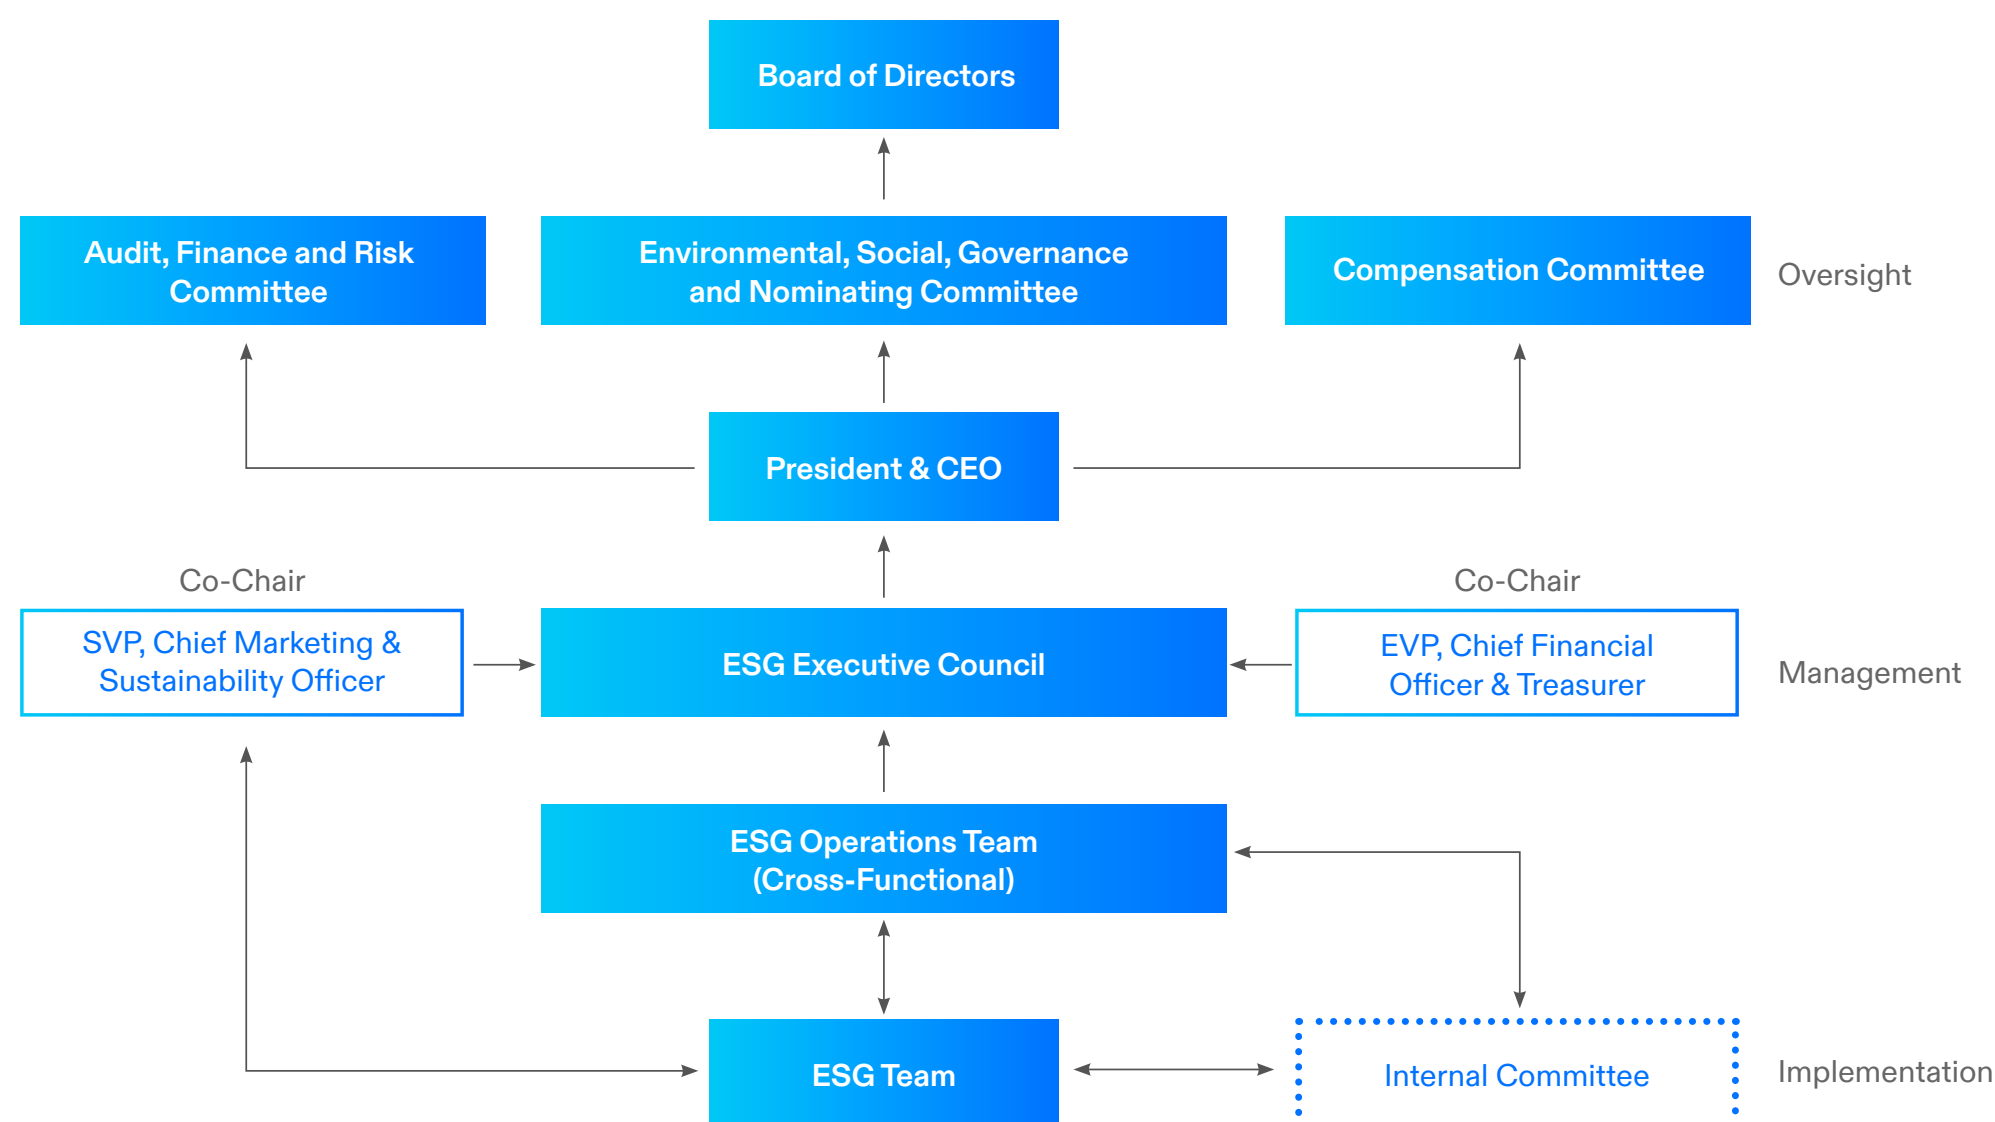 Board of Directors
Audit, Finance and Risk
Committee
Environmental, Social, Governance
and Nominating Committee
Compensation Committee
Oversight
President & CEO
Co-Chair
SVP, Chief Marketing &
Sustainability Officer
ESG Executive Council
Co-Chair
EVP, Chief Financial
Officer & Treasurer
Management
ESG Operations Team
(Cross-Functional)
ESG Team
Internal Committee
Implementation